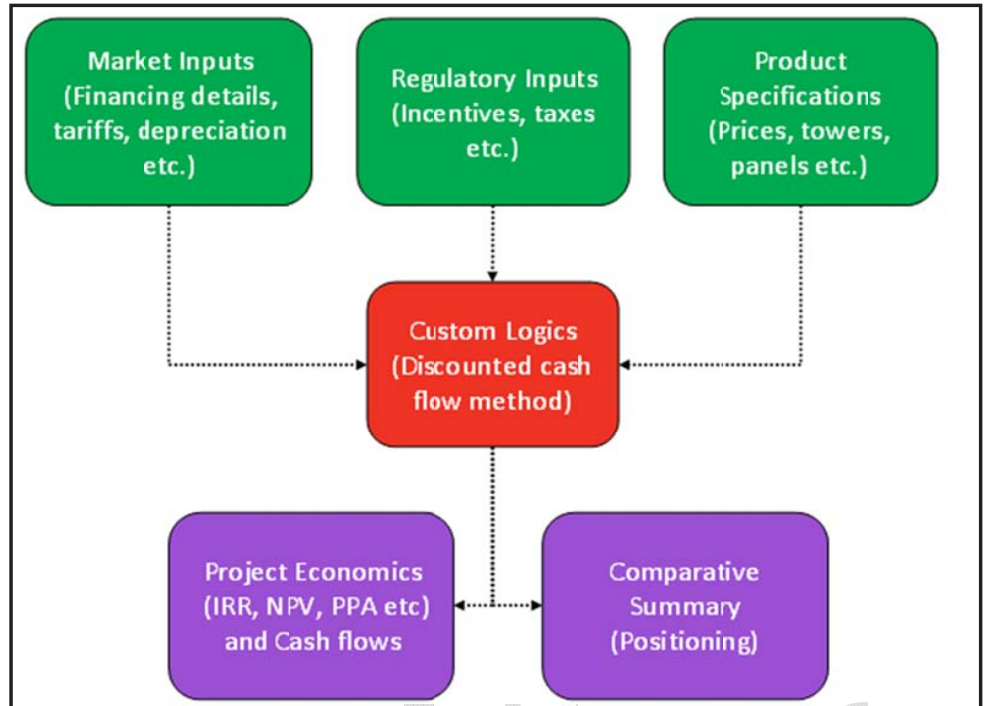 Market Inputs
(Financing details,
tariffs, depreciation
etc.)
Regulatory Inputs
(Incentives, taxes
etc.)
Product
Specifications
(Prices, towers,
panels etc.)
Custom Logics
(Discounted cash
flow method)
Project Economics
(IRR, NPV, PPA etc)
and Cash flows
Comparative
Summary
(Positioning)